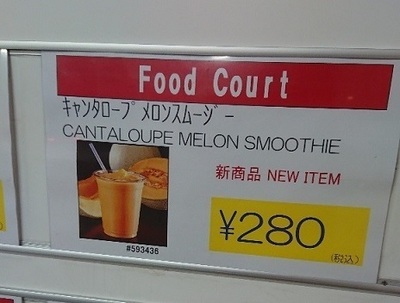 Food Court
ｷｬﾝﾀﾛｰﾌﾟ ﾒﾛﾝｽﾑｰｼﾞｰ
CANTALOUPE MELON SMOOTHIE
新商品 NEW ITEM
¥280
(税込)
#593436